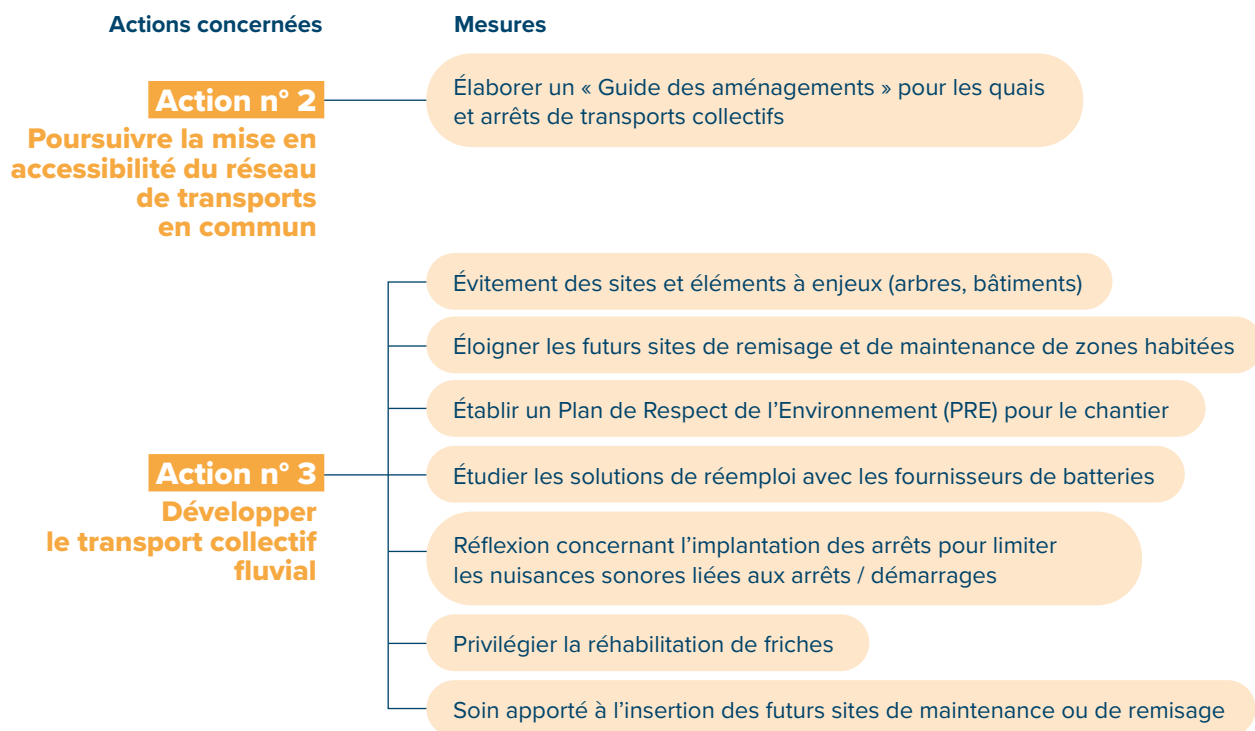 Actions concernées
Mesures
Action n° 2
Poursuivre la mise en
accessibilité du réseau
de transports
en commun
Élaborer un « Guide des aménagements » pour les quais
et arrêts de transports collectifs
Action n° 3
Développer
le transport collectif
fluvial
Évitement des sites et éléments à enjeux (arbres, bâtiments)
Éloigner les futurs sites de remisage et de maintenance de zones habitées
Établir un Plan de Respect de l’Environnement (PRE) pour le chantier
Étudier les solutions de réemploi avec les fournisseurs de batteries
Réflexion concernant l’implantation des arrêts pour limiter
les nuisances sonores liées aux arrêts / démarrages
Privilégier la réhabilitation de friches
Soin apporté à l’insertion des futurs sites de maintenance ou de remisage